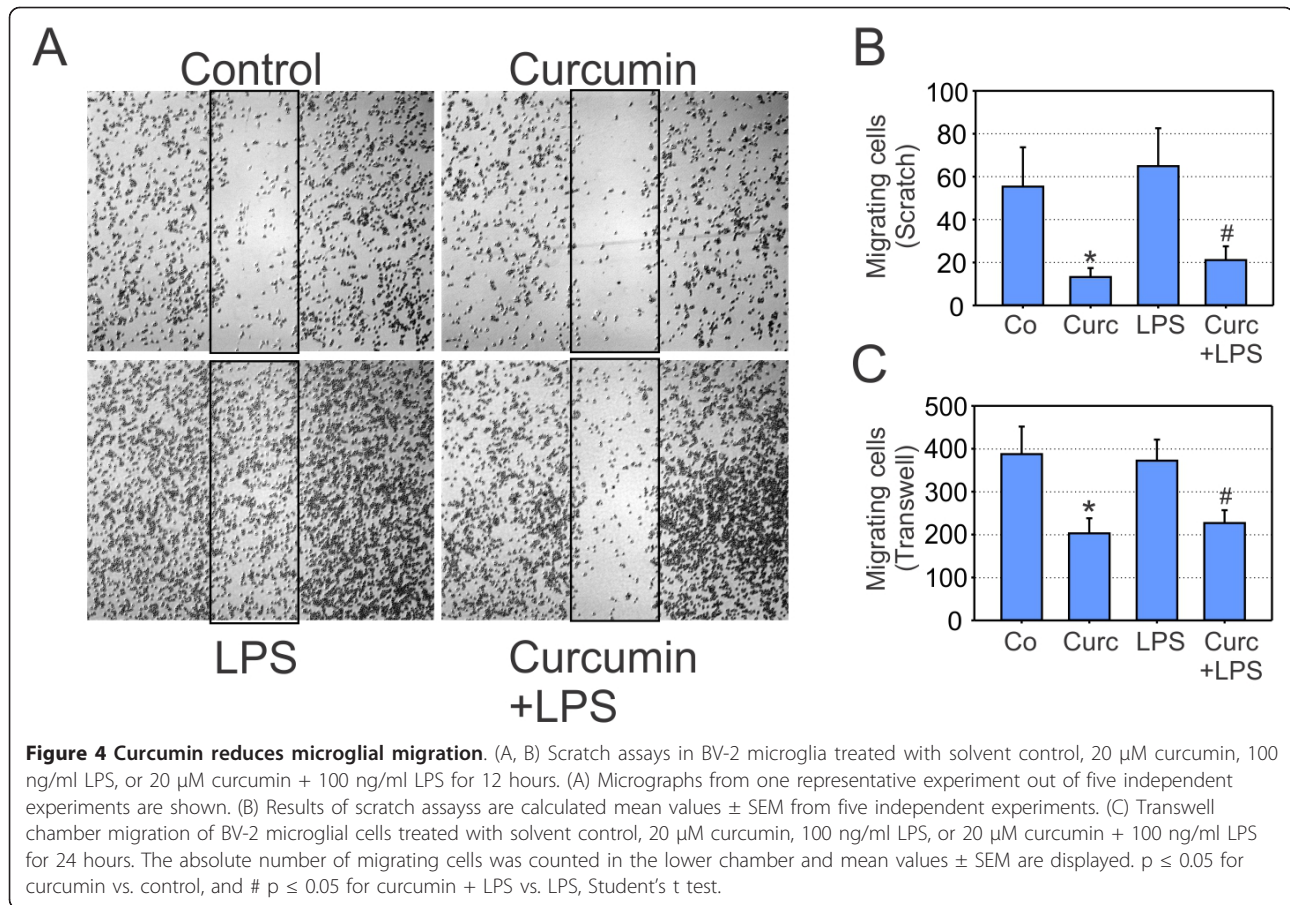 A
Control
Curcumin
LPS
Curcumin
+LPS
B
Migrating cells
(Scratch)
100
80
60
40
20
0
*
#
Co Curc LPS Curc
+LPS
C
Migrating cells
(Transwell)
500
400
300
200
100
0
*
#
Co Curc LPS Curc
+LPS
Figure 4 Curcumin reduces microglial migration. (A, B) Scratch assays in BV-2 microglia treated with solvent control, 20 μM curcumin, 100
ng/ml LPS, or 20 μM curcumin + 100 ng/ml LPS for 12 hours. (A) Micrographs from one representative experiment out of five independent
experiments are shown. (B) Results of scratch assayss are calculated mean values ± SEM from five independent experiments. (C) Transwell
chamber migration of BV-2 microglial cells treated with solvent control, 20 μM curcumin, 100 ng/ml LPS, or 20 μM curcumin + 100 ng/ml LPS
for 24 hours. The absolute number of migrating cells was counted in the lower chamber and mean values ± SEM are displayed. p ≤ 0.05 for
curcumin vs. control, and # p ≤ 0.05 for curcumin + LPS vs. LPS, Student's t test.